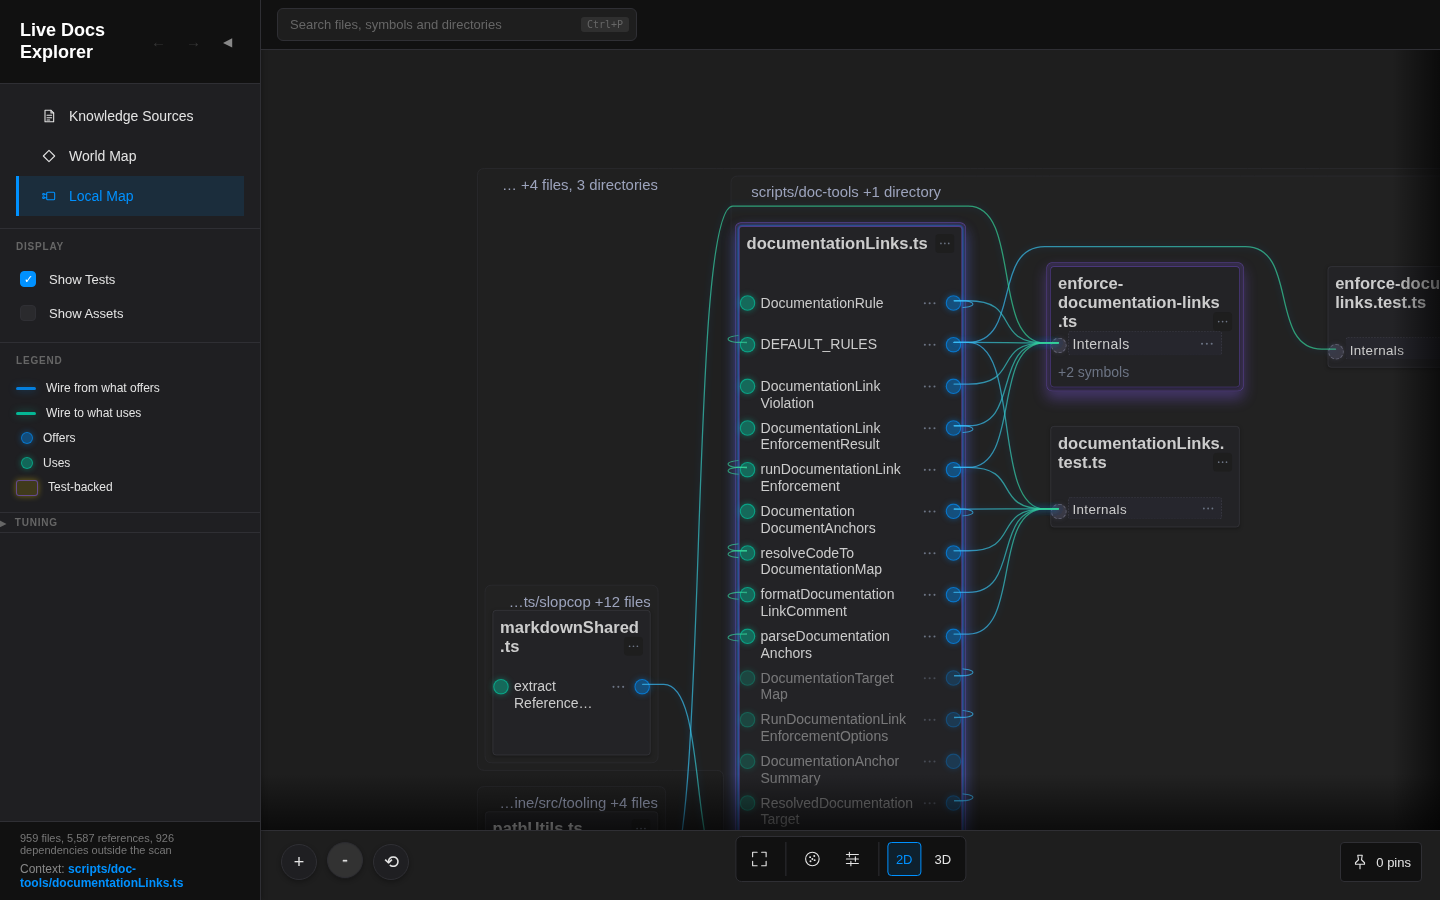 Live Docs
Explorer
Search files, symbols and directories
Ctrl+P
Knowledge Sources
World Map
Local Map
DISPLAY
Show Tests
Show Assets
LEGEND
Wire from what offers
Wire to what uses
Offers
Uses
Test-backed
TUNING
959 files, 5,587 references, 926
dependencies outside the scan
Context: scripts/doc-
tools/documentationLinks.ts
… +4 files, 3 directories
…ts/slopcop +12 files
markdownShared
.ts
extract
Reference…
…ine/src/tooling +4 files
pathUtils.ts
scripts/doc-tools +1 directory
documentationLinks.ts
DocumentationRule
DEFAULT_RULES
DocumentationLink
Violation
DocumentationLink
EnforcementResult
runDocumentationLink
Enforcement
Documentation
DocumentAnchors
resolveCodeTo
DocumentationMap
formatDocumentation
LinkComment
parseDocumentation
Anchors
DocumentationTarget
Map
RunDocumentationLink
EnforcementOptions
DocumentationAnchor
Summary
ResolvedDocumentation
Target
enforce-
documentation-links
.ts
Internals
+2 symbols
documentationLinks.
test.ts
Internals
enforce-docu
links.test.ts
Internals
+
-
2D
3D
0 pins